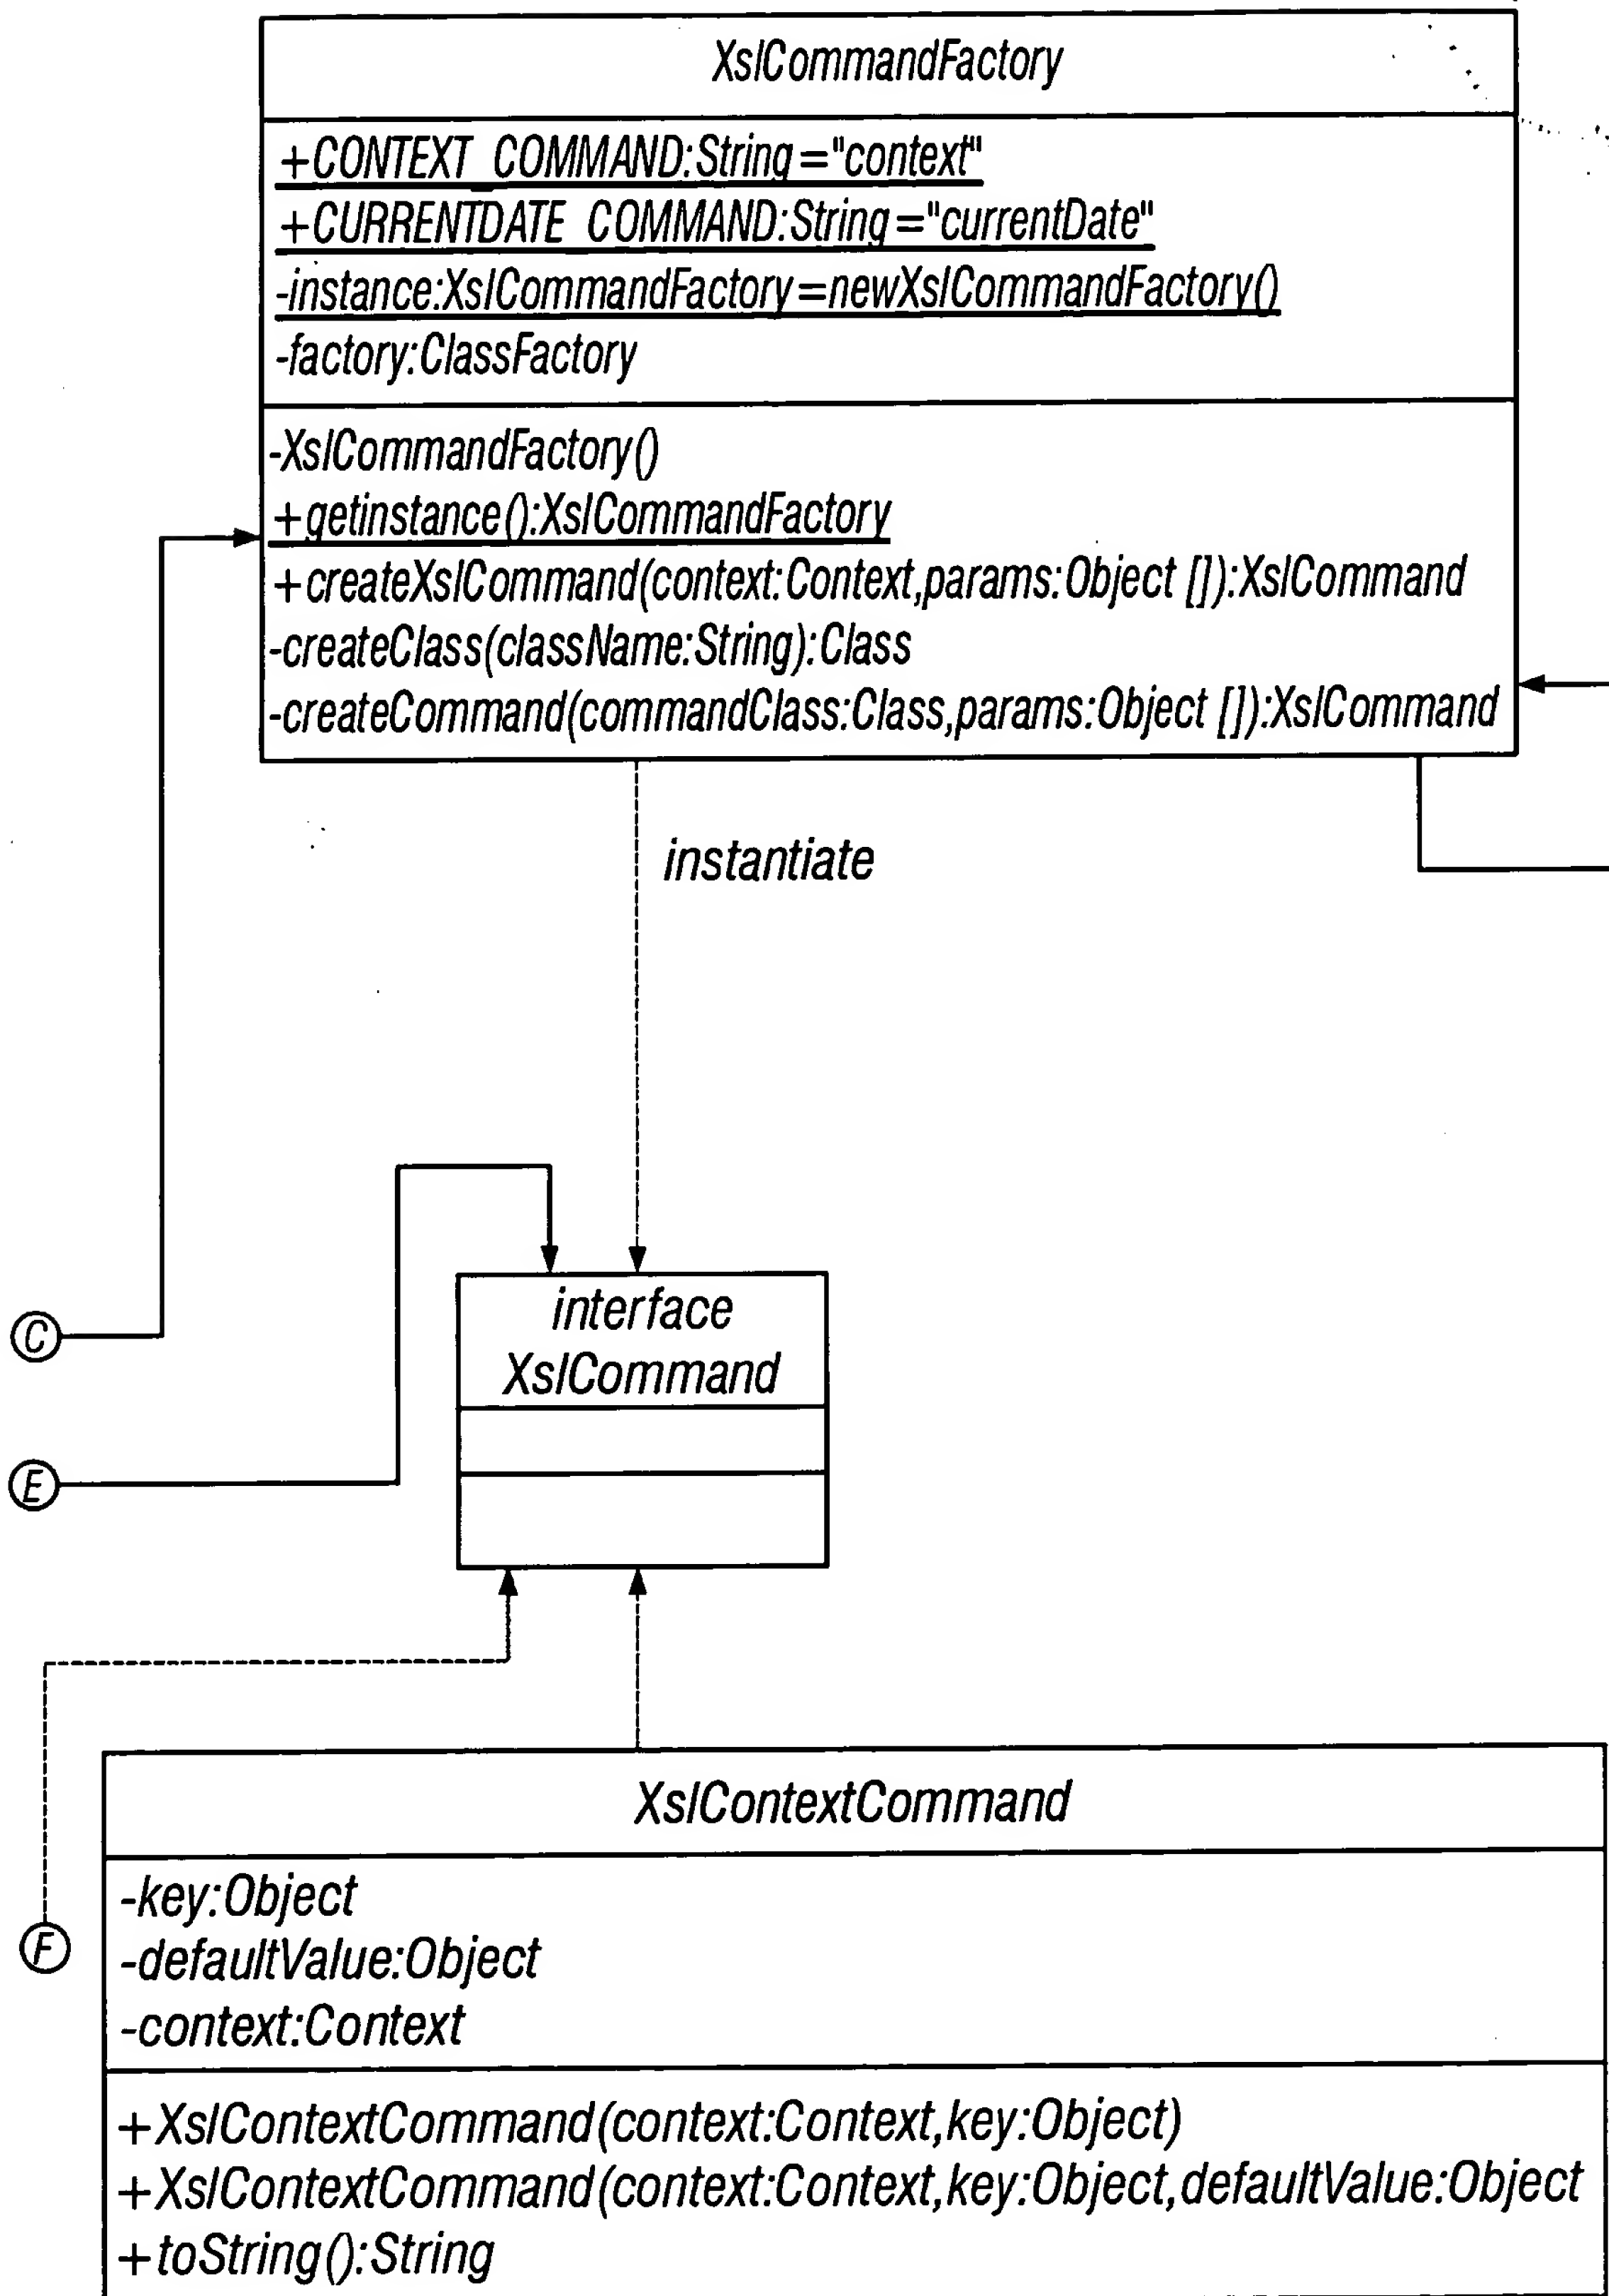 XslCommandFactory
+CONTEXT_COMMAND:String="context"
+CURRENTDATE_COMMAND:String="currentDate"
-instance:XslCommandFactory=newXslCommandFactory()
-factory:ClassFactory
-XslCommandFactory()
+getinstance():XslCommandFactory
+createXslCommand(context:Context,params:Object []):XslCommand
-createClass(className:String):Class
-createCommand(commandClass:Class,params:Object []):XslCommand
instantiate
C
interface
XslCommand
E
F
XslContextCommand
-key:Object
-defaultValue:Object
-context:Context
+XslContextCommand(context:Context,key:Object)
+XslContextCommand(context:Context,key:Object,defaultValue:Object
+toString():String